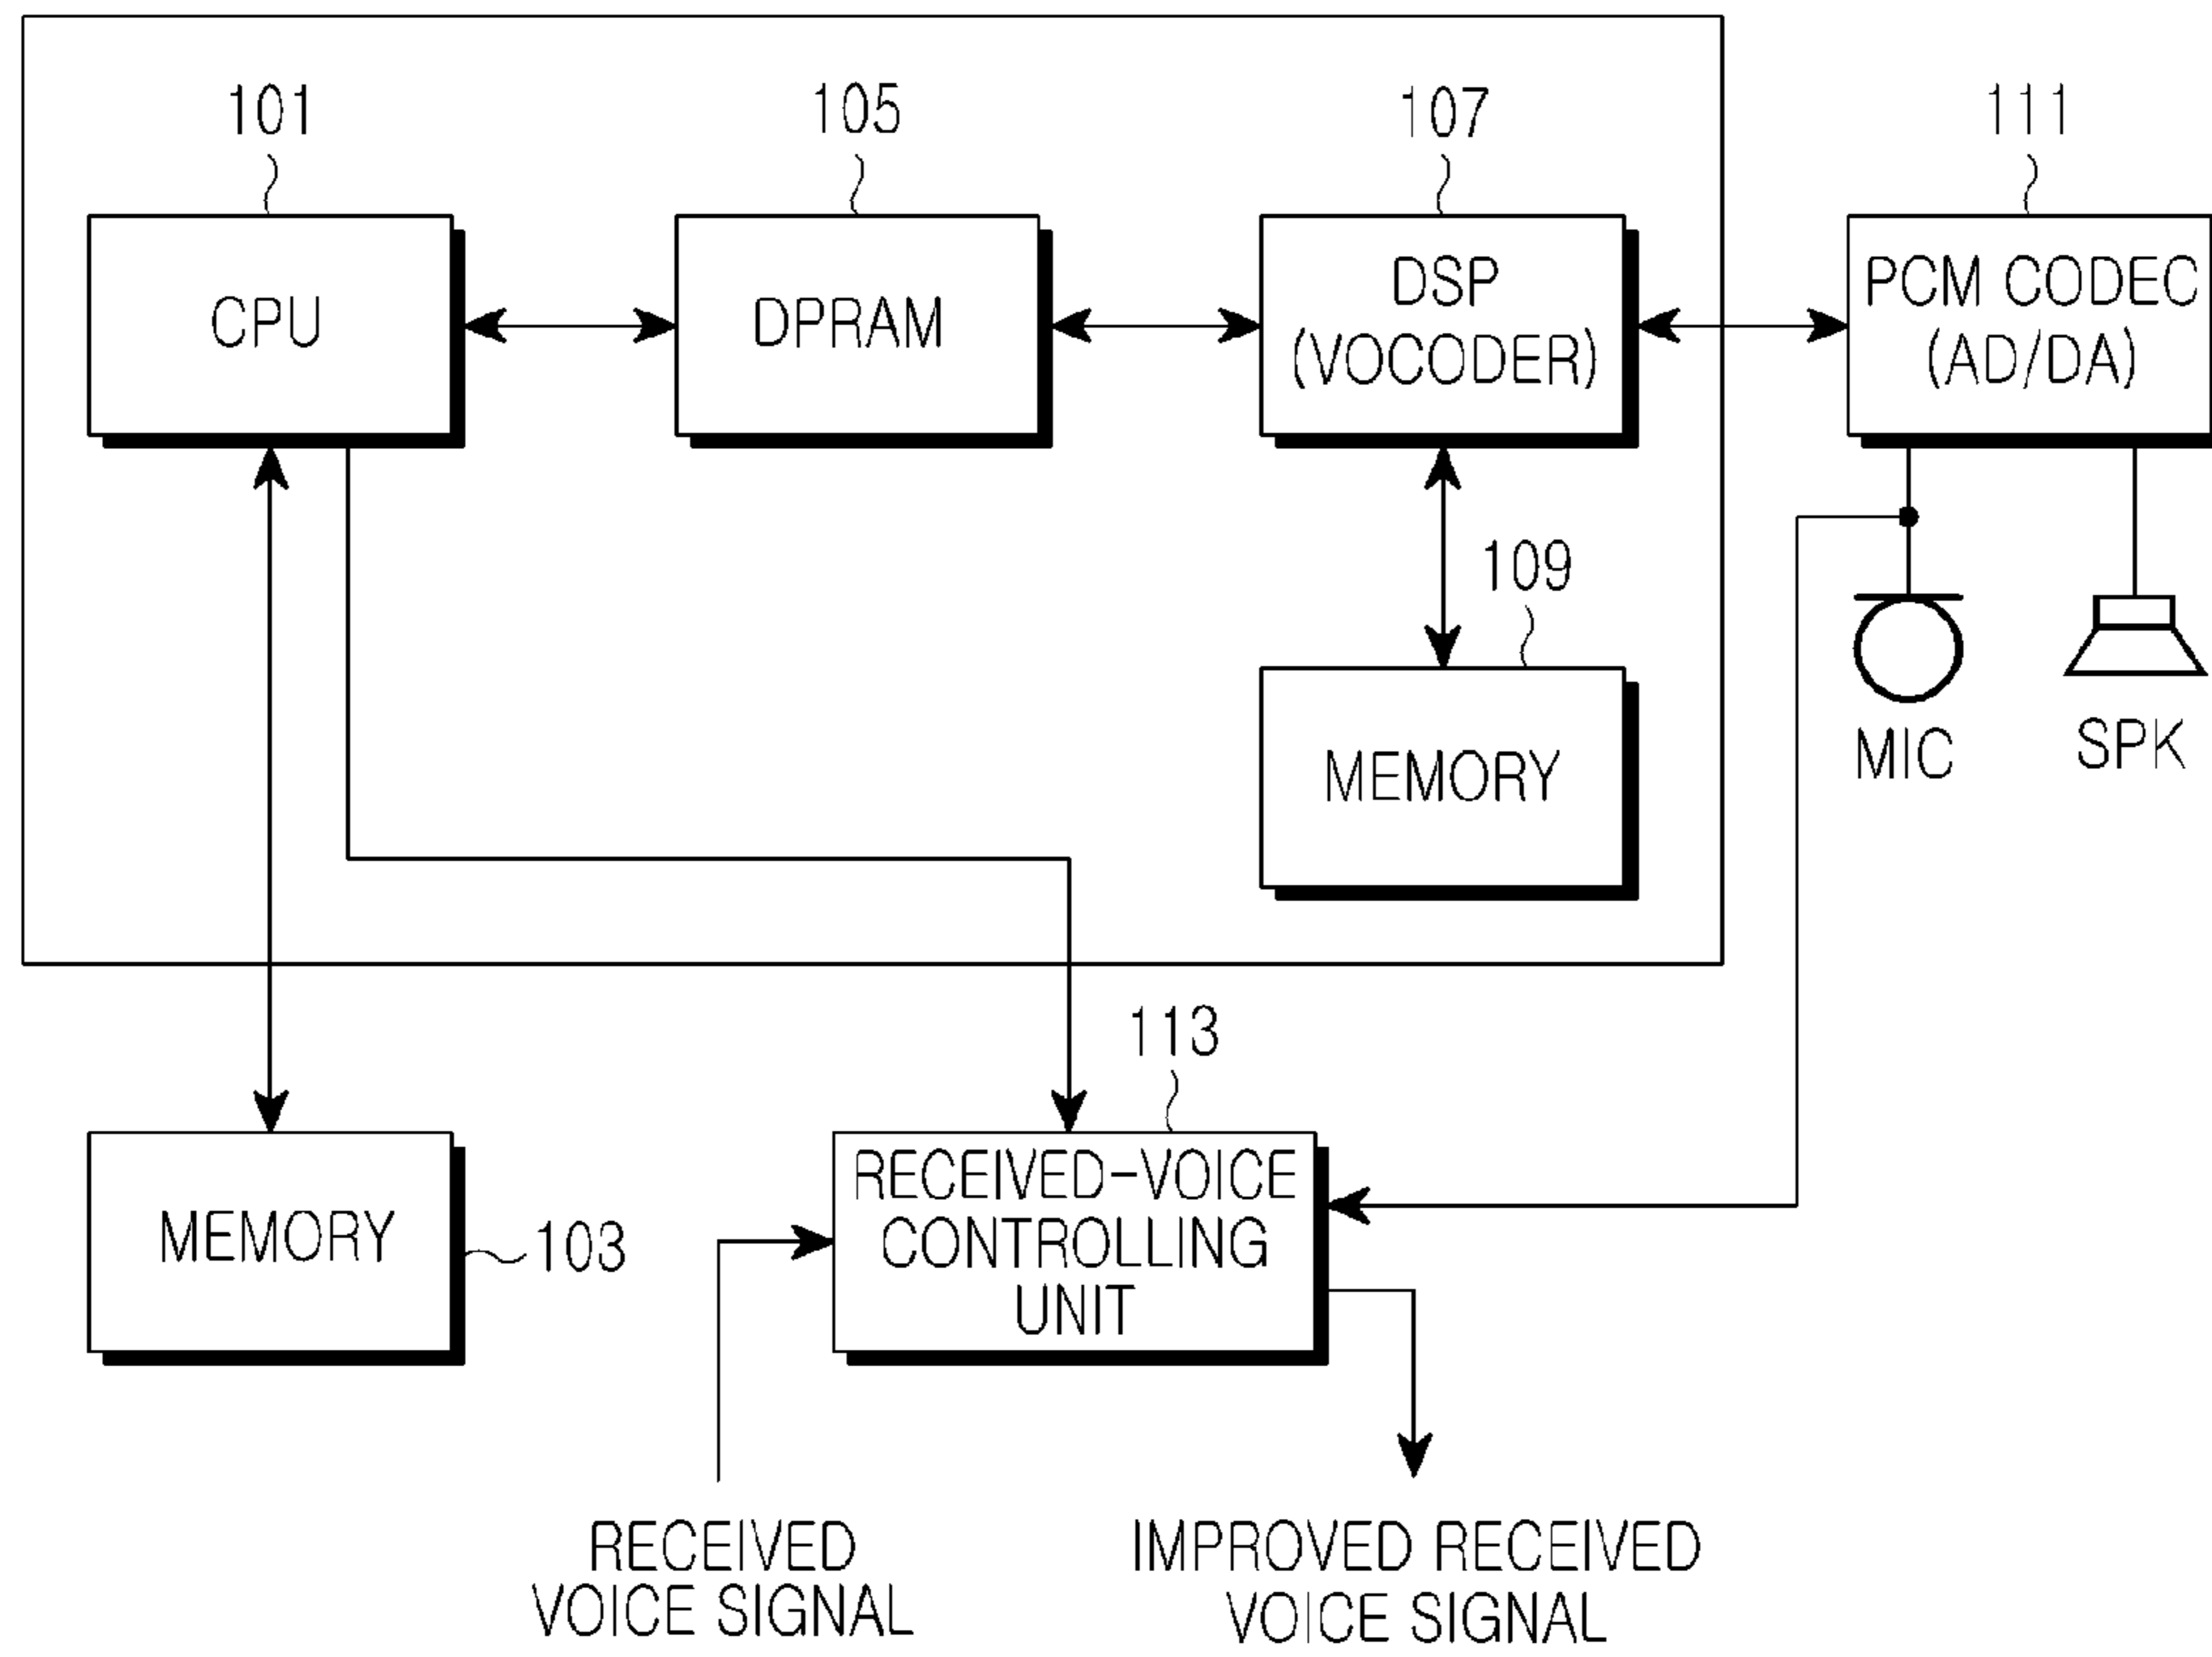 101
105
107
111
CPU
DPRAM
DSP
(VOCODER)
PCM CODEC
(AD/DA)
109
MEMORY
MIC
SPK
113
MEMORY
103
RECEIVED-VOICE
CONTROLLING
UNIT
RECEIVED
VOICE SIGNAL
IMPROVED RECEIVED
VOICE SIGNAL